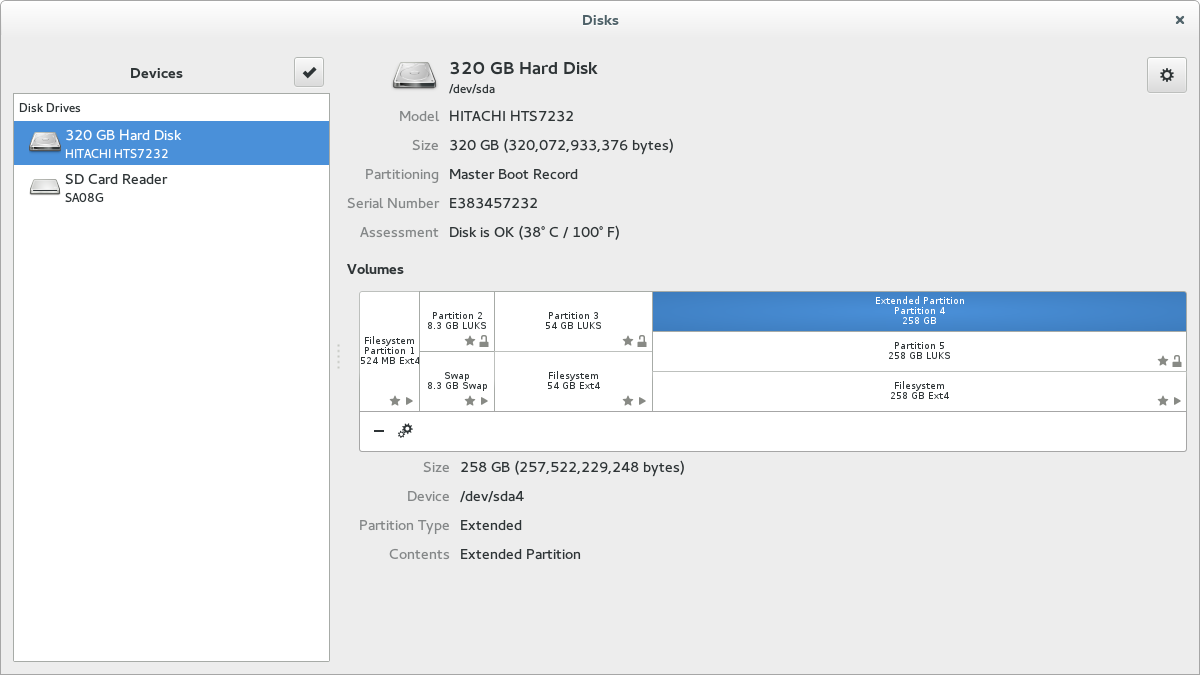 Disks
Devices
Disk Drives
320 GB Hard Disk
HITACHI HTS7232
SD Card Reader
SA08G
320 GB Hard Disk
/dev/sda
Model HITACHI HTS7232
Size 320 GB (320,072,933,376 bytes)
Partitioning Master Boot Record
Serial Number E383457232
Assessment Disk is OK (38° C / 100° F)
Volumes
Filesystem
Partition 1
524 MB Ext4
Partition 2
8.3 GB LUKS
Swap
8.3 GB Swap
Partition 3
54 GB LUKS
Filesystem
54 GB Ext4
Extended Partition
Partition 4
258 GB
Partition 5
258 GB LUKS
Filesystem
258 GB Ext4
Size 258 GB (257,522,229,248 bytes)
Device /dev/sda4
Partition Type Extended
Contents Extended Partition